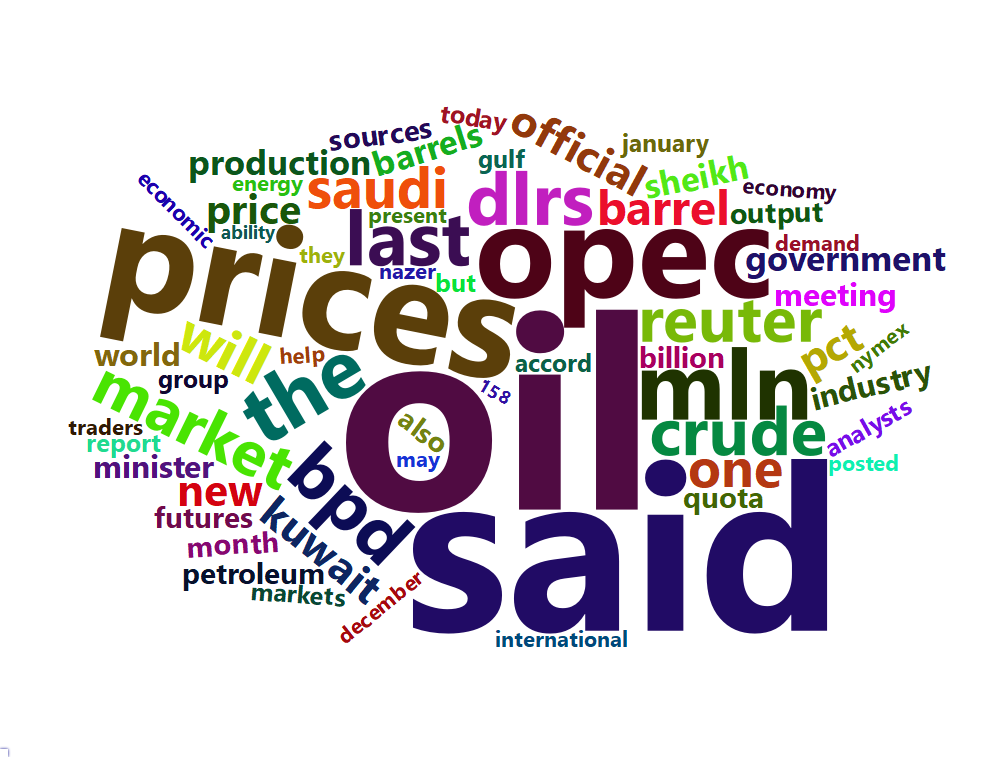 today
official
sources
barrels
january
production
gulf
sheikh
energy
saudi
dlrs
economy
economic
price
present
barrel
output
ability
last
opec
demand
prices
they
nazer
but
government
meeting
reuter
world
will
help
accord
billion
pct
nymex
group
the
158
mln
industry
market
oil
also
crude
analysts
traders
report
may
one
posted
minister
new
bpd
quota
futures
kuwait
said
month
petroleum
markets
december
international